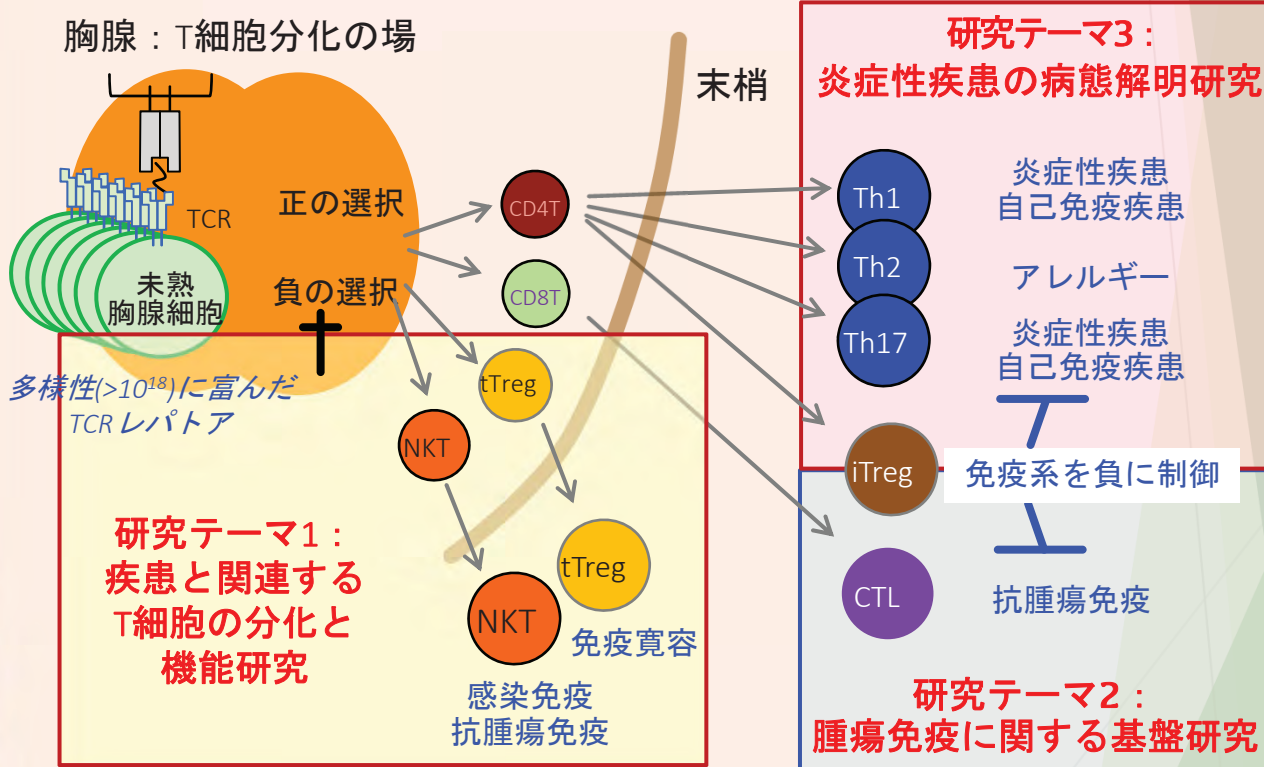 胸腺：T細胞分化の場
末梢
TCR
未熟
胸腺細胞
正の選択
負の選択
多様性(>10¹⁸)に富んだ
TCRレパトア
CD4T
CD8T
tTreg
NKT
研究テーマ1：
疾患と関連する
T細胞の分化と
機能研究
tTreg
NKT
免疫寛容
感染免疫
抗腫瘍免疫
研究テーマ3：
炎症性疾患の病態解明研究
Th1
炎症性疾患
自己免疫疾患
Th2
アレルギー
Th17
炎症性疾患
自己免疫疾患
iTreg
免疫系を負に制御
CTL
抗腫瘍免疫
研究テーマ2：
腫瘍免疫に関する基盤研究